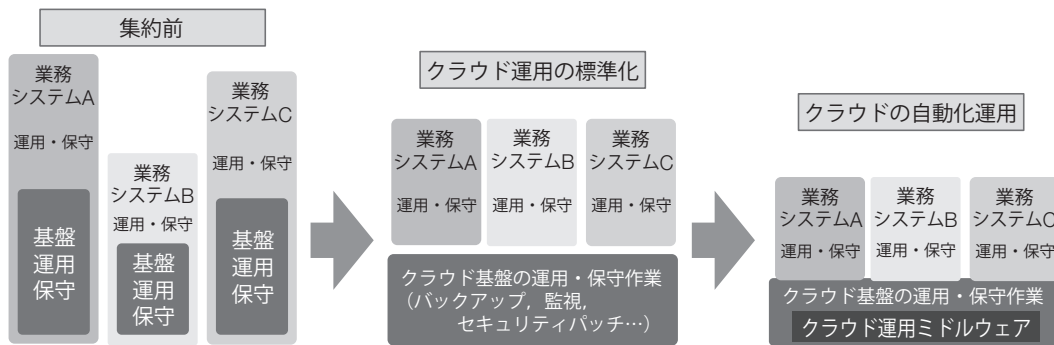 集約前
業務
システムA
運用・保守
基盤
運用
保守
業務
システムB
運用・保守
基盤
運用
保守
業務
システムC
運用・保守
基盤
運用
保守
クラウド運用の標準化
業務
システムA
運用・保守
業務
システムB
運用・保守
業務
システムC
運用・保守
クラウド基盤の運用・保守作業
(バックアップ,監視,
セキュリティパッチ…)
クラウドの自動化運用
業務
システムA
運用・保守
業務
システムB
運用・保守
業務
システムC
運用・保守
クラウド基盤の運用・保守作業
クラウド運用ミドルウェア